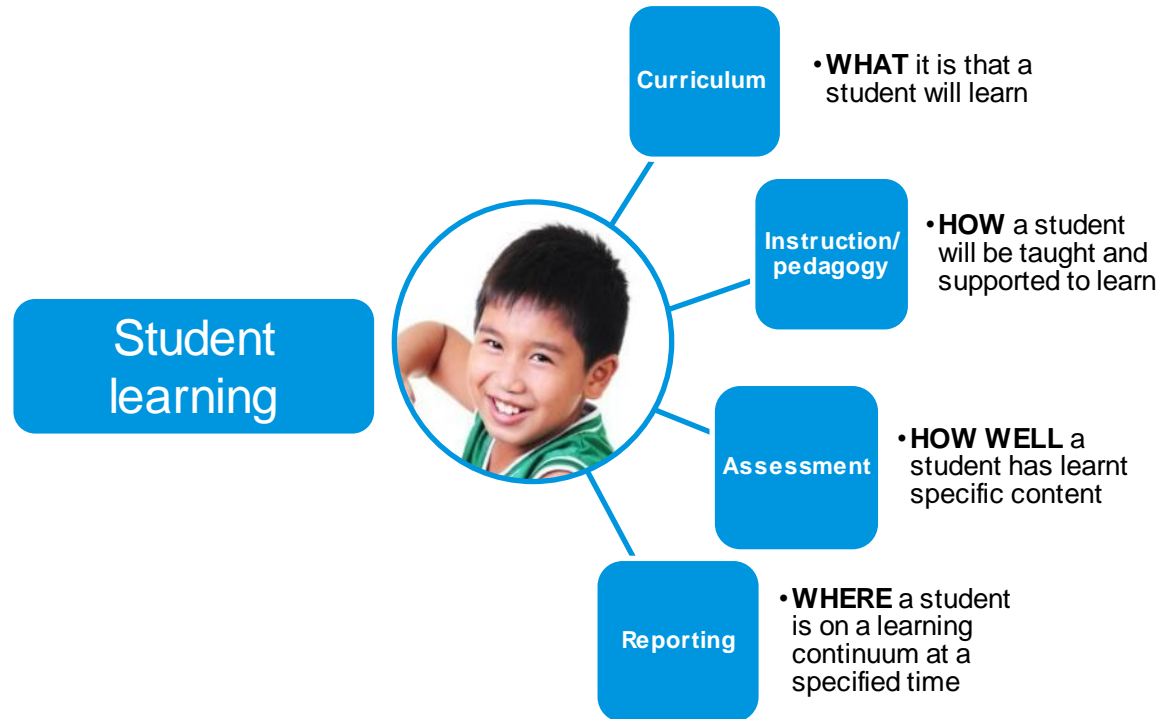 Student
learning
Curriculum
•WHAT it is that a
student will learn
Instruction/
pedagogy
•HOW a student
will be taught and
supported to learn
Assessment
•HOW WELL a
student has learnt
specific content
Reporting
•WHERE a student
is on a learning
continuum at a
specified time